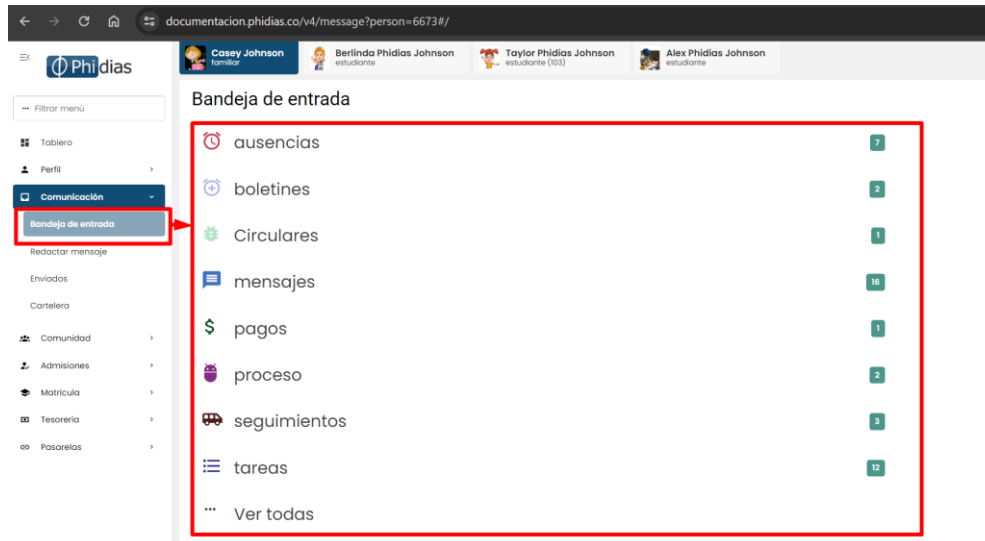 documentacion.phidias.co/v4/message?person=6673#/
Phidias
Casey Johnson
familiar
Berlinda Phidias Johnson
estudiante
Taylor Phidias Johnson
estudiante (103)
Alex Phidias Johnson
estudiante
Filtrar menú
Tablero
Perfil
Comunicación
Bandeja de entrada
Redactar mensaje
Enviados
Cartelera
Comunidad
Admisiones
Matrícula
Tesorería
Pasarelas
Bandeja de entrada
ausencias 7
boletines 2
Circulares 1
mensajes 16
pagos 1
proceso 2
seguimientos 3
tareas 12
Ver todas